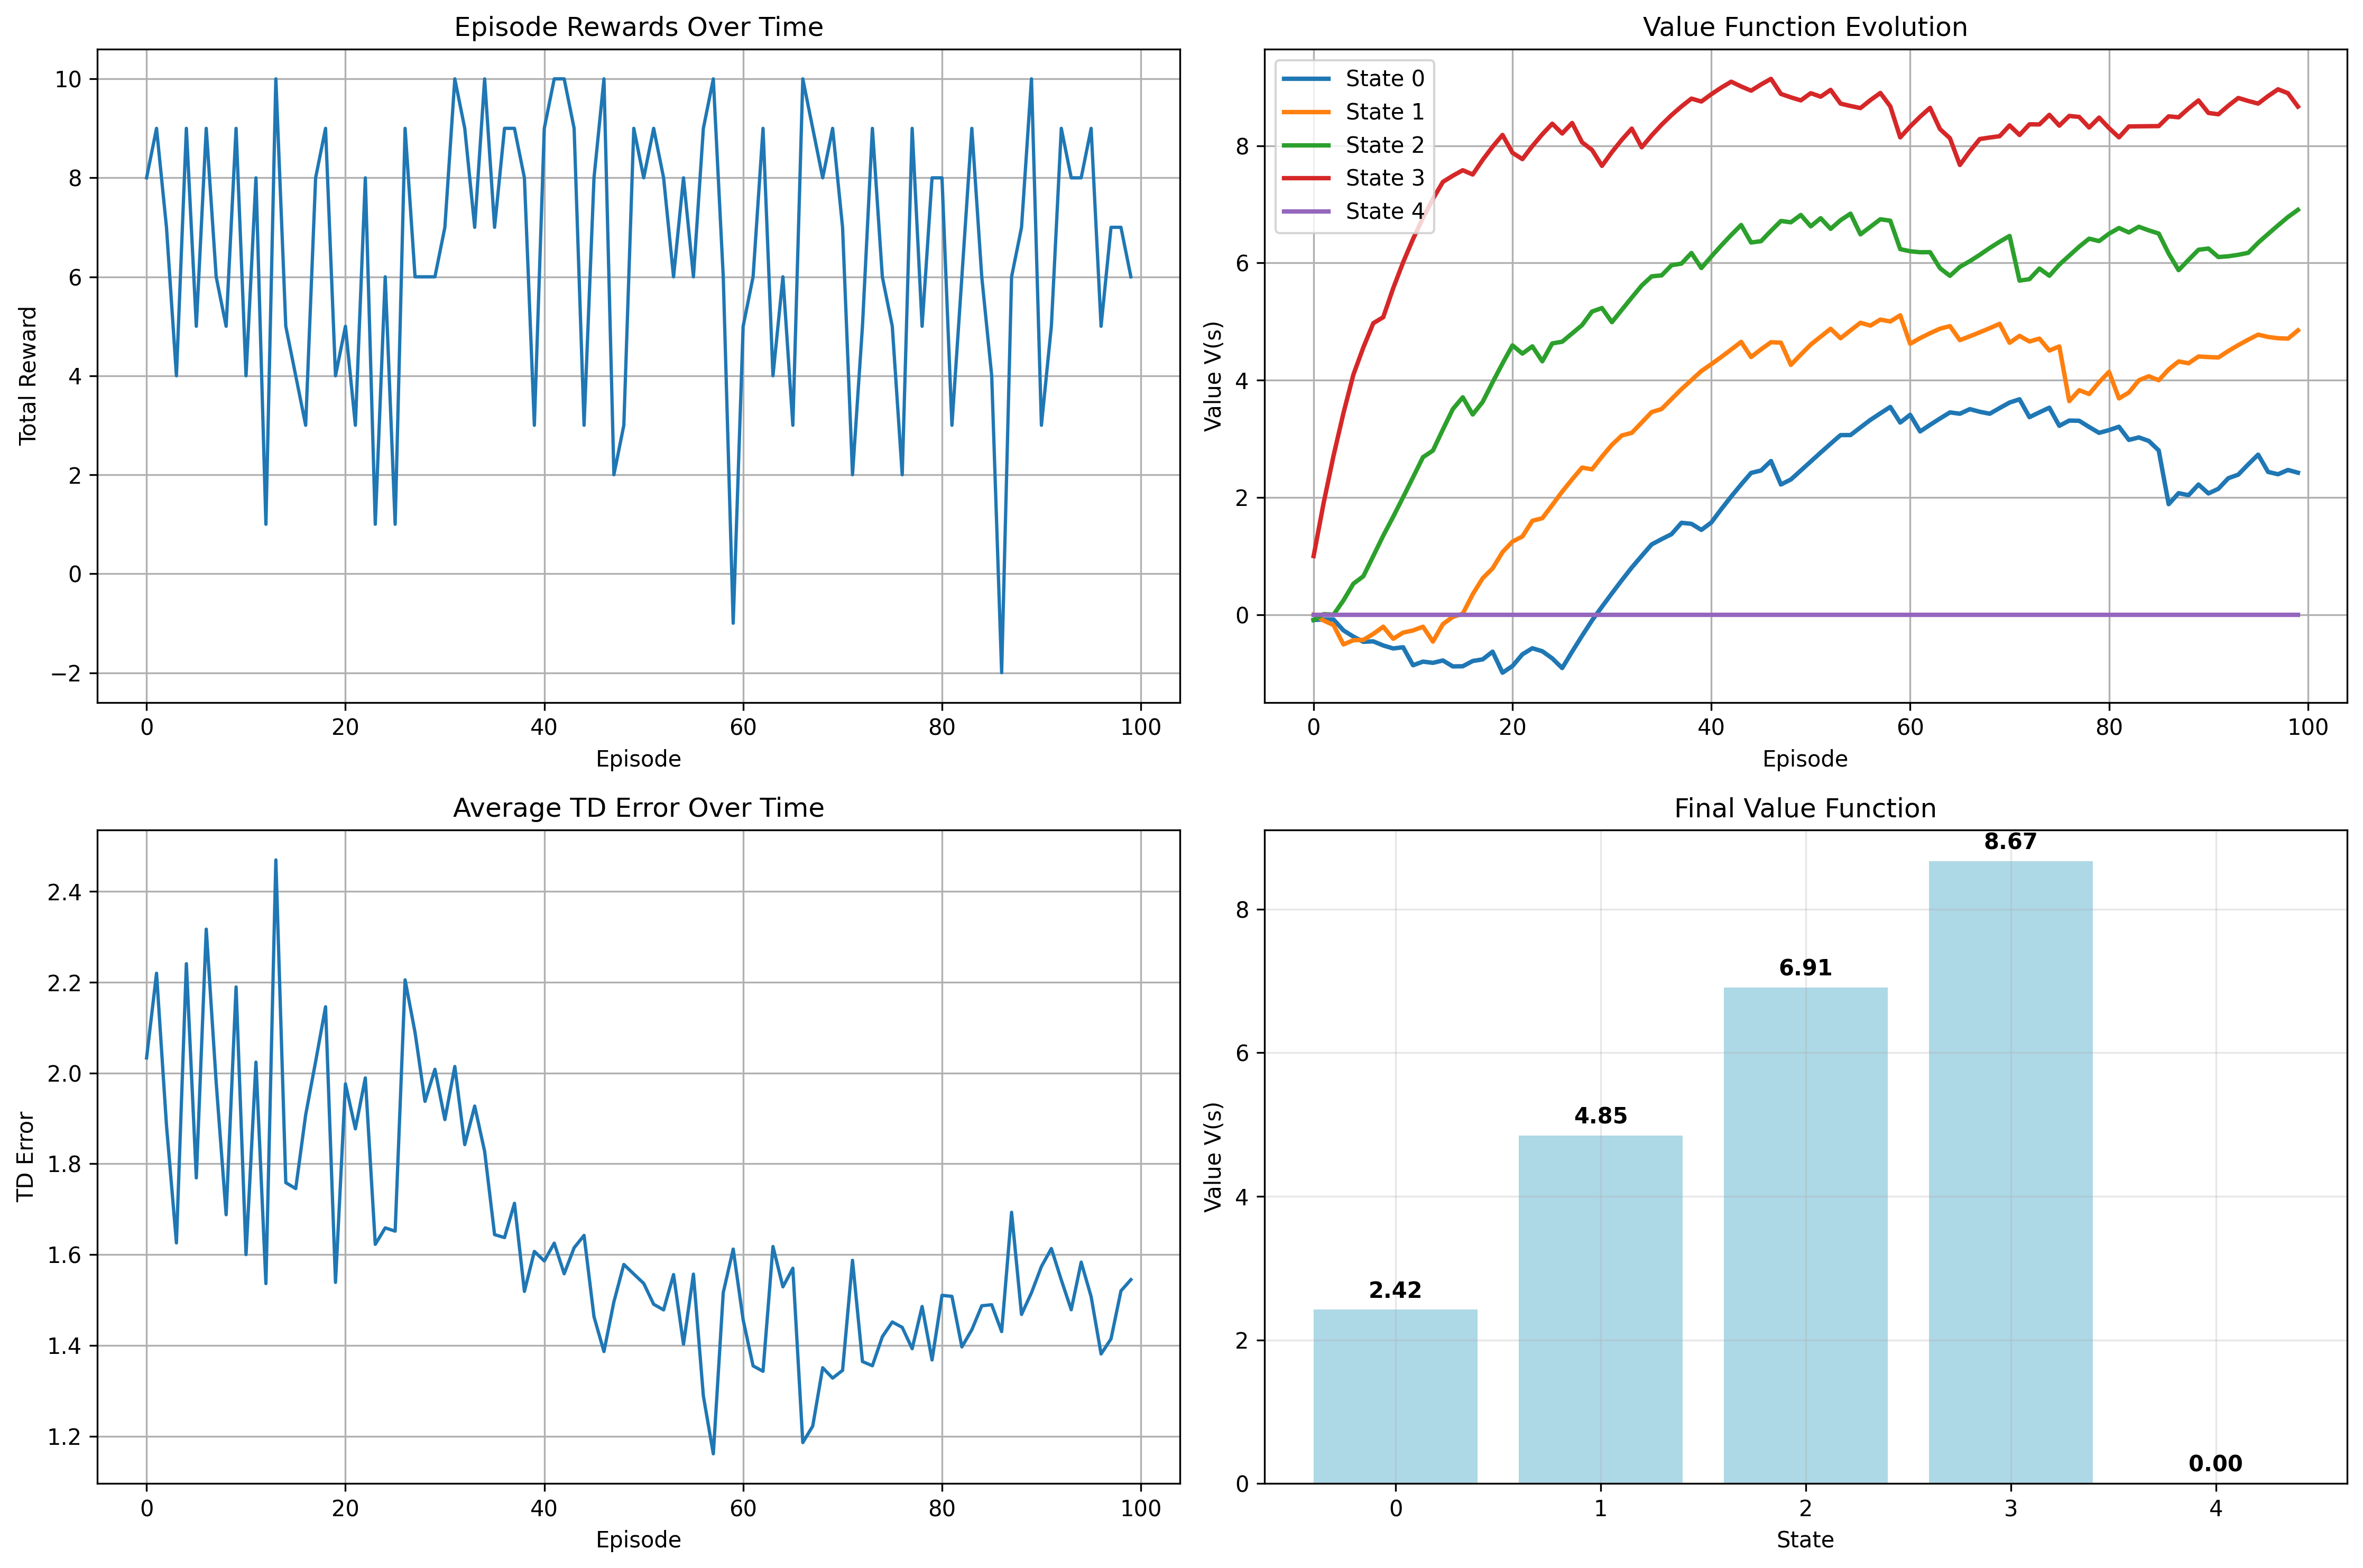 Episode Rewards Over Time
Total Reward
10
8
6
4
2
0
−2
0 20 40 60 80 100
Episode
Value Function Evolution
State 0
State 1
State 2
State 3
State 4
Value V(s)
8
6
4
2
0
0 20 40 60 80 100
Episode
Average TD Error Over Time
TD Error
2.4
2.2
2.0
1.8
1.6
1.4
1.2
0 20 40 60 80 100
Episode
Final Value Function
Value V(s)
8
6
4
2
0
2.42
4.85
6.91
8.67
0.00
0 1 2 3 4
State